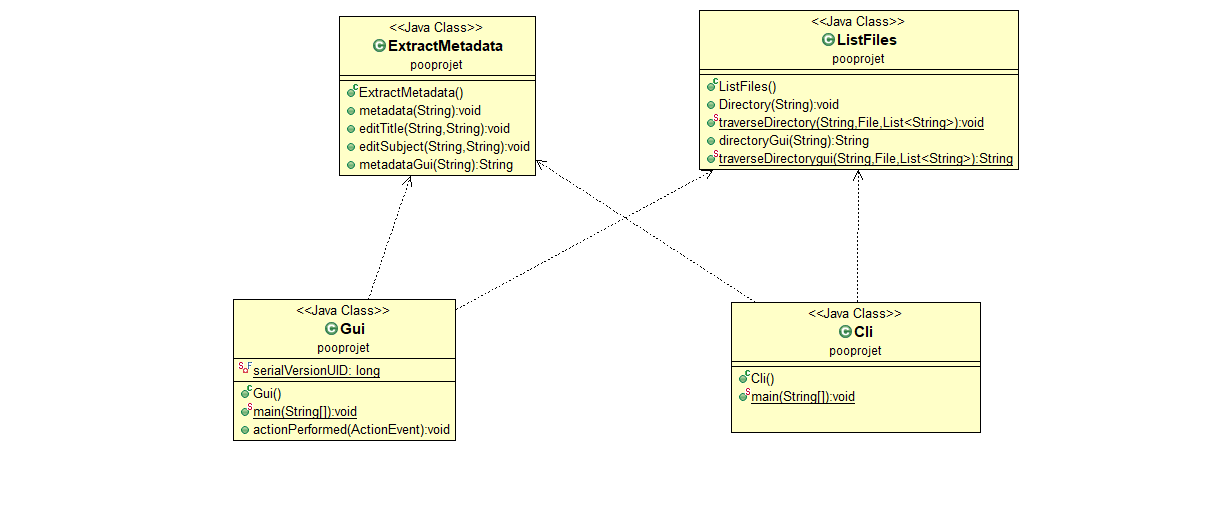 <<Java Class>>
ExtractMetadata
pooprojet
ExtractMetadata()
metadata(String):void
editTitle(String,String):void
editSubject(String,String):void
metadataGui(String):String
<<Java Class>>
ListFiles
pooprojet
ListFiles()
Directory(String):void
traverseDirectory(String,File,List<String>):void
directoryGui(String):String
traverseDirectorygui(String,File,List<String>):String
<<Java Class>>
Gui
pooprojet
serialVersionUID: long
Gui()
main(String[]):void
actionPerformed(ActionEvent):void
<<Java Class>>
Cli
pooprojet
Cli()
main(String[]):void